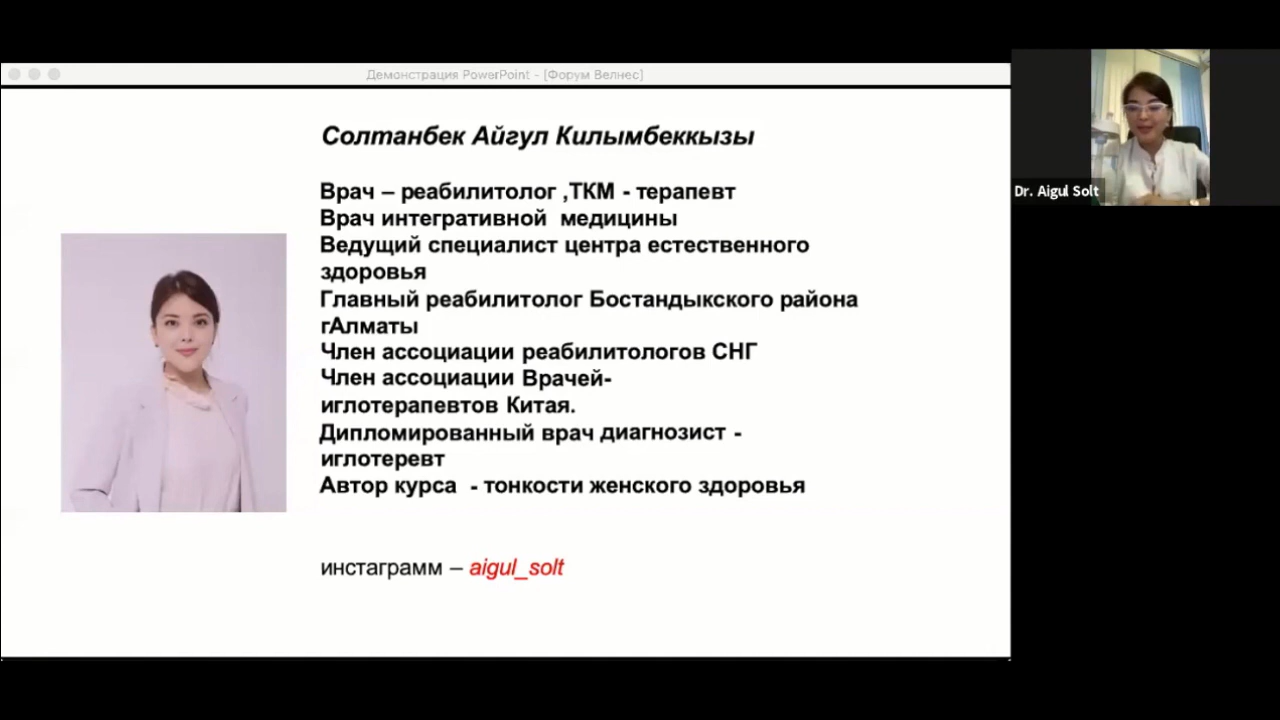 Демонстрация PowerPoint - [Форум Велнес]
Солтанбек Айгул Килымбеккызы
Врач – реабилитолог ,ТКМ - терапевт
Врач интегративной медицины
Ведущий специалист центра естественного
здоровья
Главный реабилитолог Бостандыкского района
гАлматы
Член ассоциации реабилитологов СНГ
Член ассоциации Врачей-
иглотерапевтов Китая.
Дипломированный врач диагнозист -
иглотеревт
Автор курса - тонкости женского здоровья
инстаграмм – aigul_solt
Dr. Aigul Solt